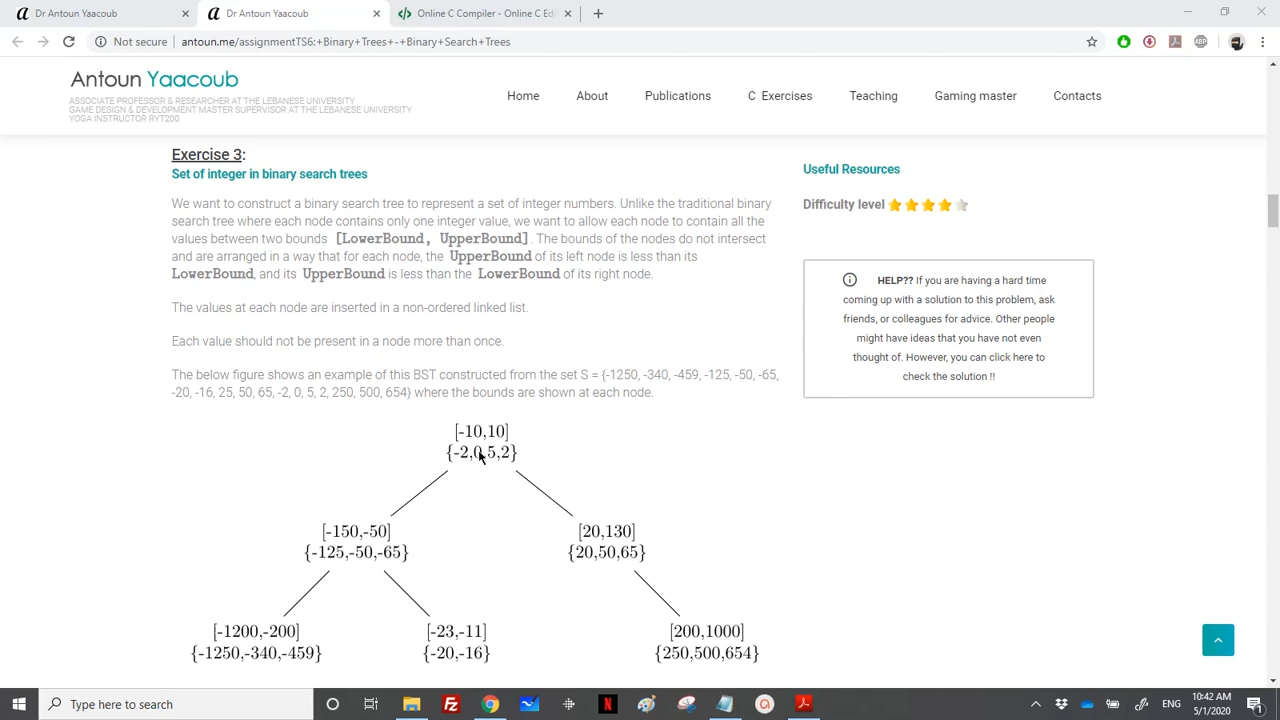 Dr Antoun Yaacoub
Dr Antoun Yaacoub
Online C Compiler - Online C Edi
Not secure
antoun.me/assignmentTS6:+Binary+Trees+-+Binary+Search+Trees
ABP
Antoun Yaacoub
ASSOCIATE PROFESSOR & RESEARCHER AT THE LEBANESE UNIVERSITY
GAME DESIGN & DEVELOPMENT MASTER SUPERVISOR AT THE LEBANESE UNIVERSITY
YOGA INSTRUCTOR RYT200
Home About Publications C Exercises Teaching Gaming master Contacts
Exercise 3:
Set of integer in binary search trees
We want to construct a binary search tree to represent a set of integer numbers. Unlike the traditional binary
search tree where each node contains only one integer value, we want to allow each node to contain all the
values between two bounds [LowerBound, UpperBound]. The bounds of the nodes do not intersect
and are arranged in a way that for each node, the UpperBound of its left node is less than its
LowerBound, and its UpperBound is less than the LowerBound of its right node.
The values at each node are inserted in a non-ordered linked list.
Each value should not be present in a node more than once.
The below figure shows an example of this BST constructed from the set S = {-1250, -340, -459, -125, -50, -65,
-20, -16, 25, 50, 65, -2, 0, 5, 2, 250, 500, 654} where the bounds are shown at each node.
[-10,10]
{-2,0,5,2}
[-150,-50]
{-125,-50,-65}
[20,130]
{20,50,65}
[-1200,-200]
{-1250,-340,-459}
[-23,-11]
{-20,-16}
[200,1000]
{250,500,654}
Useful Resources
Difficulty level
HELP?? If you are having a hard time
coming up with a solution to this problem, ask
friends, or colleagues for advice. Other people
might have ideas that you have not even
thought of. However, you can click here to
check the solution !!
Type here to search
ENG
10:42 AM
5/1/2020